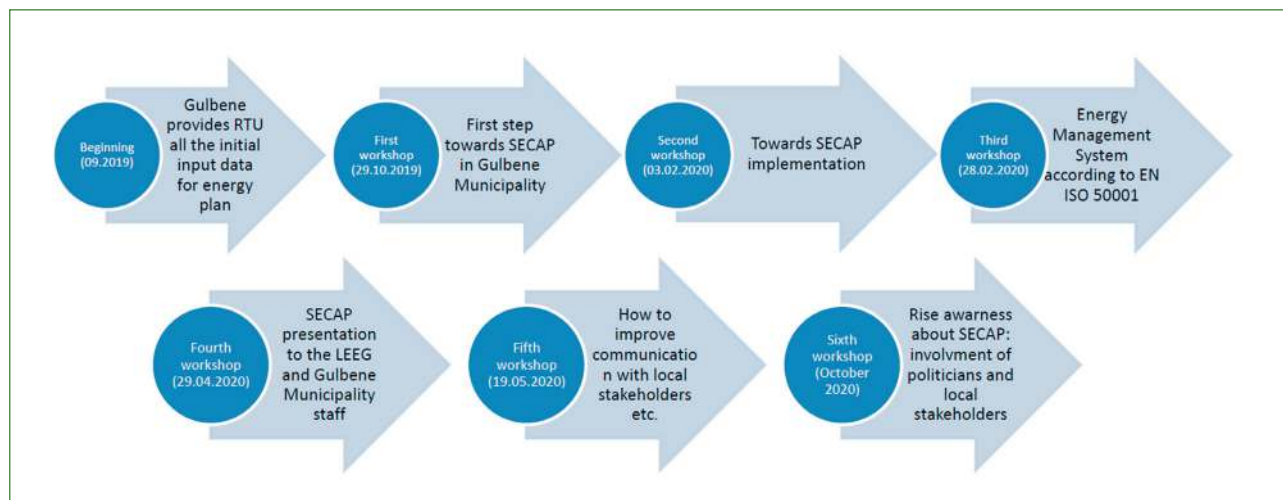 Beginning
(09.2019)
Gulbene
provides RTU
all the initial
input data
for energy
plan
First
workshop
(29.10.2019)
First step
towards SECAP
in Gulbene
Municipality
Second
workshop
(03.02.2020)
Towards SECAP
implementation
Third
workshop
(28.02.2020)
Energy
Management
System
according to EN
ISO 50001
Fourth
workshop
(29.04.2020)
SECAP
presentation
to the LEEG
and Gulbene
Municipality
staff
Fifth
workshop
(19.05.2020)
How to
improve
communicatio
n with local
stakeholders
etc.
Sixth
workshop
(October
2020)
Rise awarness
about SECAP:
involvment of
politicians and
local
stakeholders